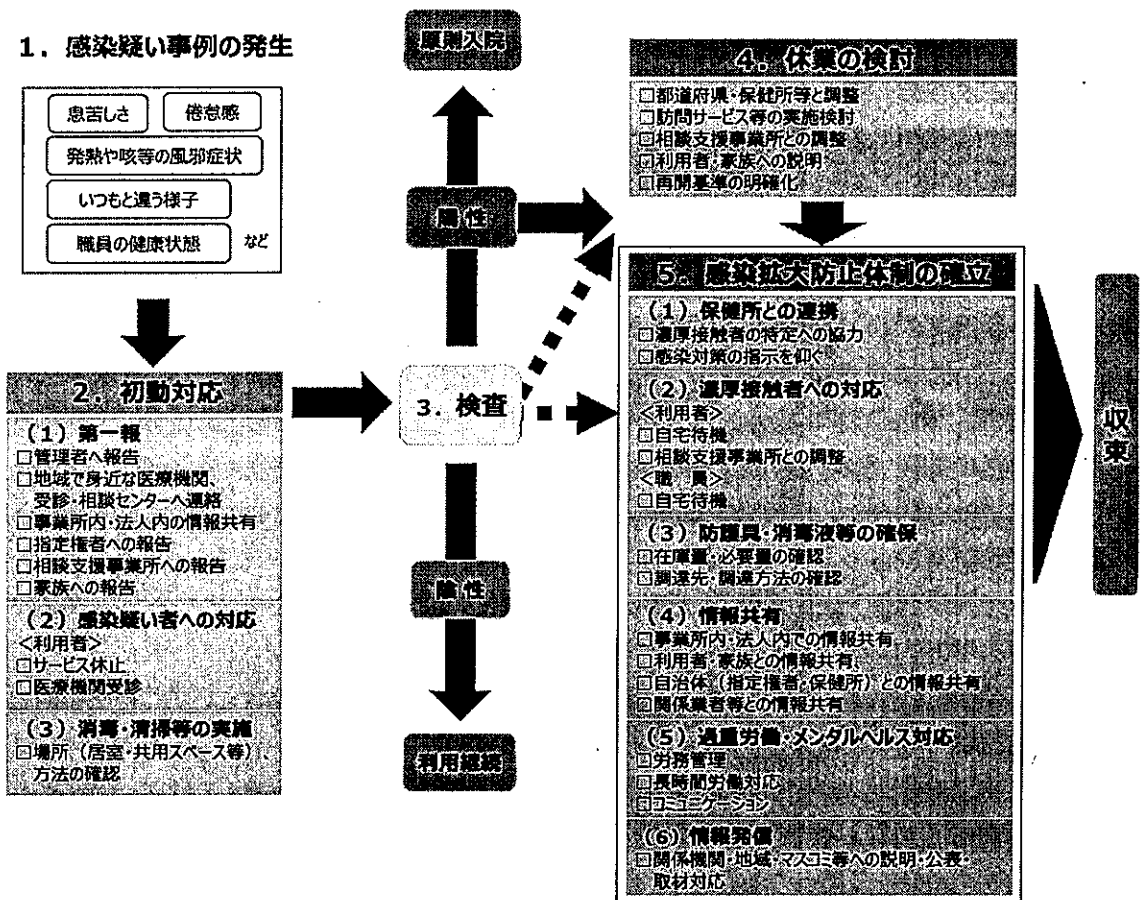 1．感染疑い事例の発生
息苦しさ
倦怠感
発熱や咳等の風邪症状
いつもと違う様子
職員の健康状態
など
2．初動対応
（1）第一報
□管理者へ報告
□地域で身近な医療機関、
受診・相談センターへ連絡
□事業所内・法人内の情報共有
□指定権者への報告
□相談支援事業所への報告
□家族への報告
（2）感染疑い者への対応
＜利用者＞
□サービス休止
□医療機関受診
（3）消毒・清掃等の実施
□場所（居室・共用スペース等）、
方法の確認
原則入院
陽性
3．検査
陰性
利用継続
4．休業の検討
□都道府県・保健所等と調整
□訪問サービス等の実施検討
□相談支援事業所との調整
□利用者・家族への説明
□再開基準の明確化
5．感染拡大防止体制の確立
（1）保健所との連携
□濃厚接触者の特定への協力
□感染対策の指示を仰ぐ
（2）濃厚接触者への対応
＜利用者＞
□自宅待機
□相談支援事業所との調整
＜職　員＞
□自宅待機
（3）防護具・消毒液等の確保
□在庫量・必要量の確認
□調達先・調達方法の確認
（4）情報共有
□事業所内・法人内での情報共有
□利用者・家族との情報共有
□自治体（指定権者・保健所）との情報共有
□関係業者等との情報共有
（5）過重労働・メンタルヘルス対応
□労務管理
□長時間労働対応
□コミュニケーション
（6）情報発信
□関係機関・地域・マスコミ等への説明・公表・
取材対応
収束